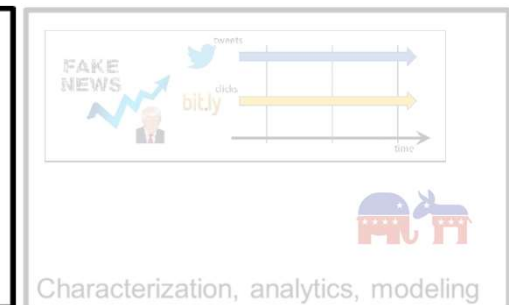 tweets
FAKE
NEWS
clicks
bit.ly
time
Characterization, analytics, modeling